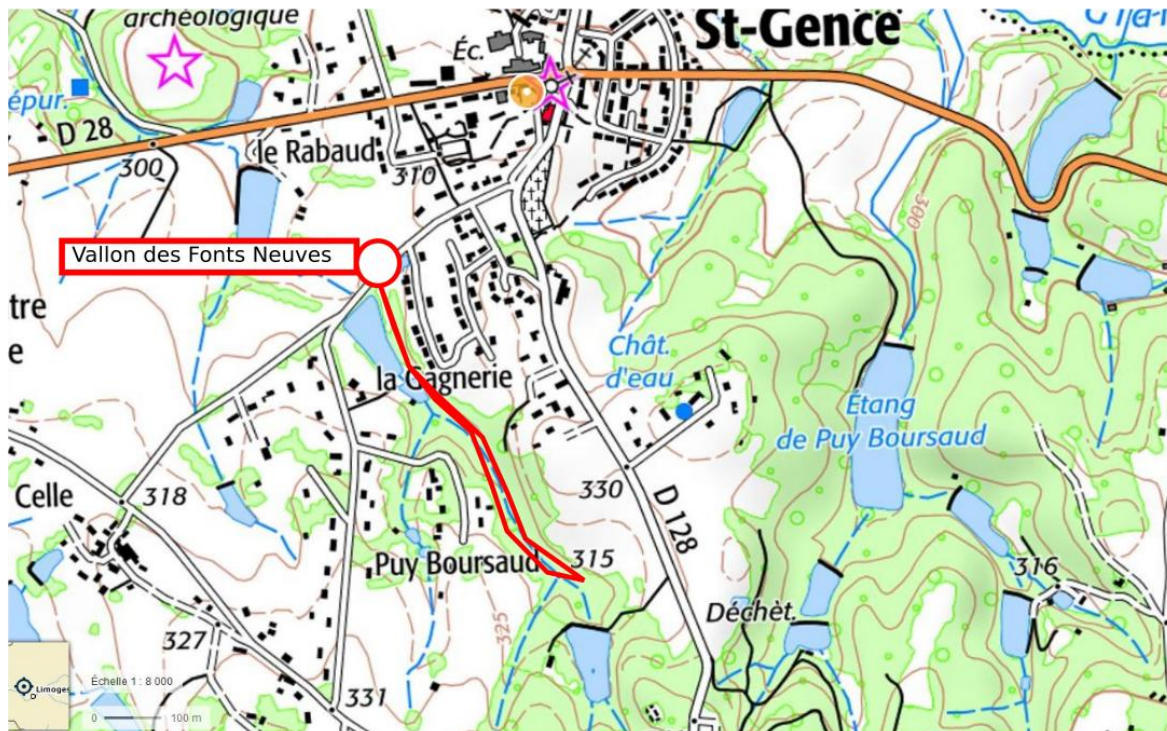 archéologique
St-Gence
Éc.
épur.
D 28
le Rabaud
300
310
300
Vallon des Fonts Neuves
tre
e
la Gagnerie
Chât.
d'eau
Étang
de Puy Boursaud
Celle
318
330
D 128
Puy Boursaud
315
316
Déchèt.
325
327
331
Limoges
Échelle 1 : 8 000
0 100 m